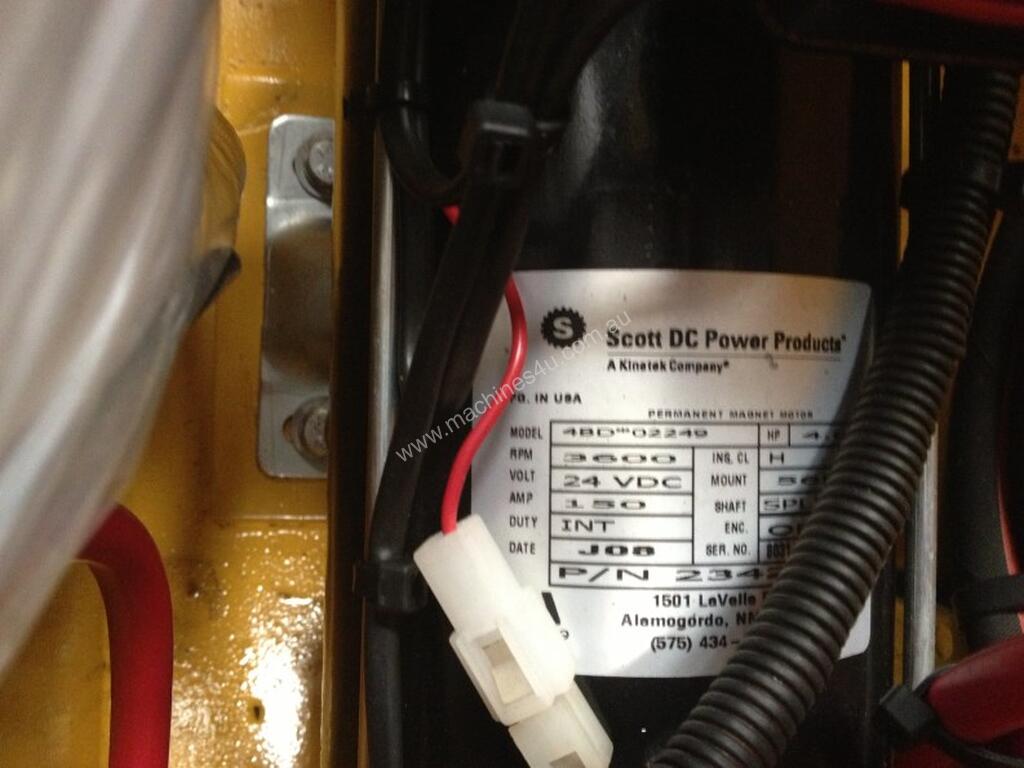 S
Scott DC Power Products
A Kinetek Company
IN USA
PERMANENT MAGNET MOTOR
MODEL HP
RPM 3600 INS. CL H
VOLT 24 VDC MOUNT
AMP 150 SHAFT
DUTY INT ENC.
DATE J08 SER. NO.
P/N
1501 LaVelle
Alamogordo,
(575) 434-
www.machines4u.com.au